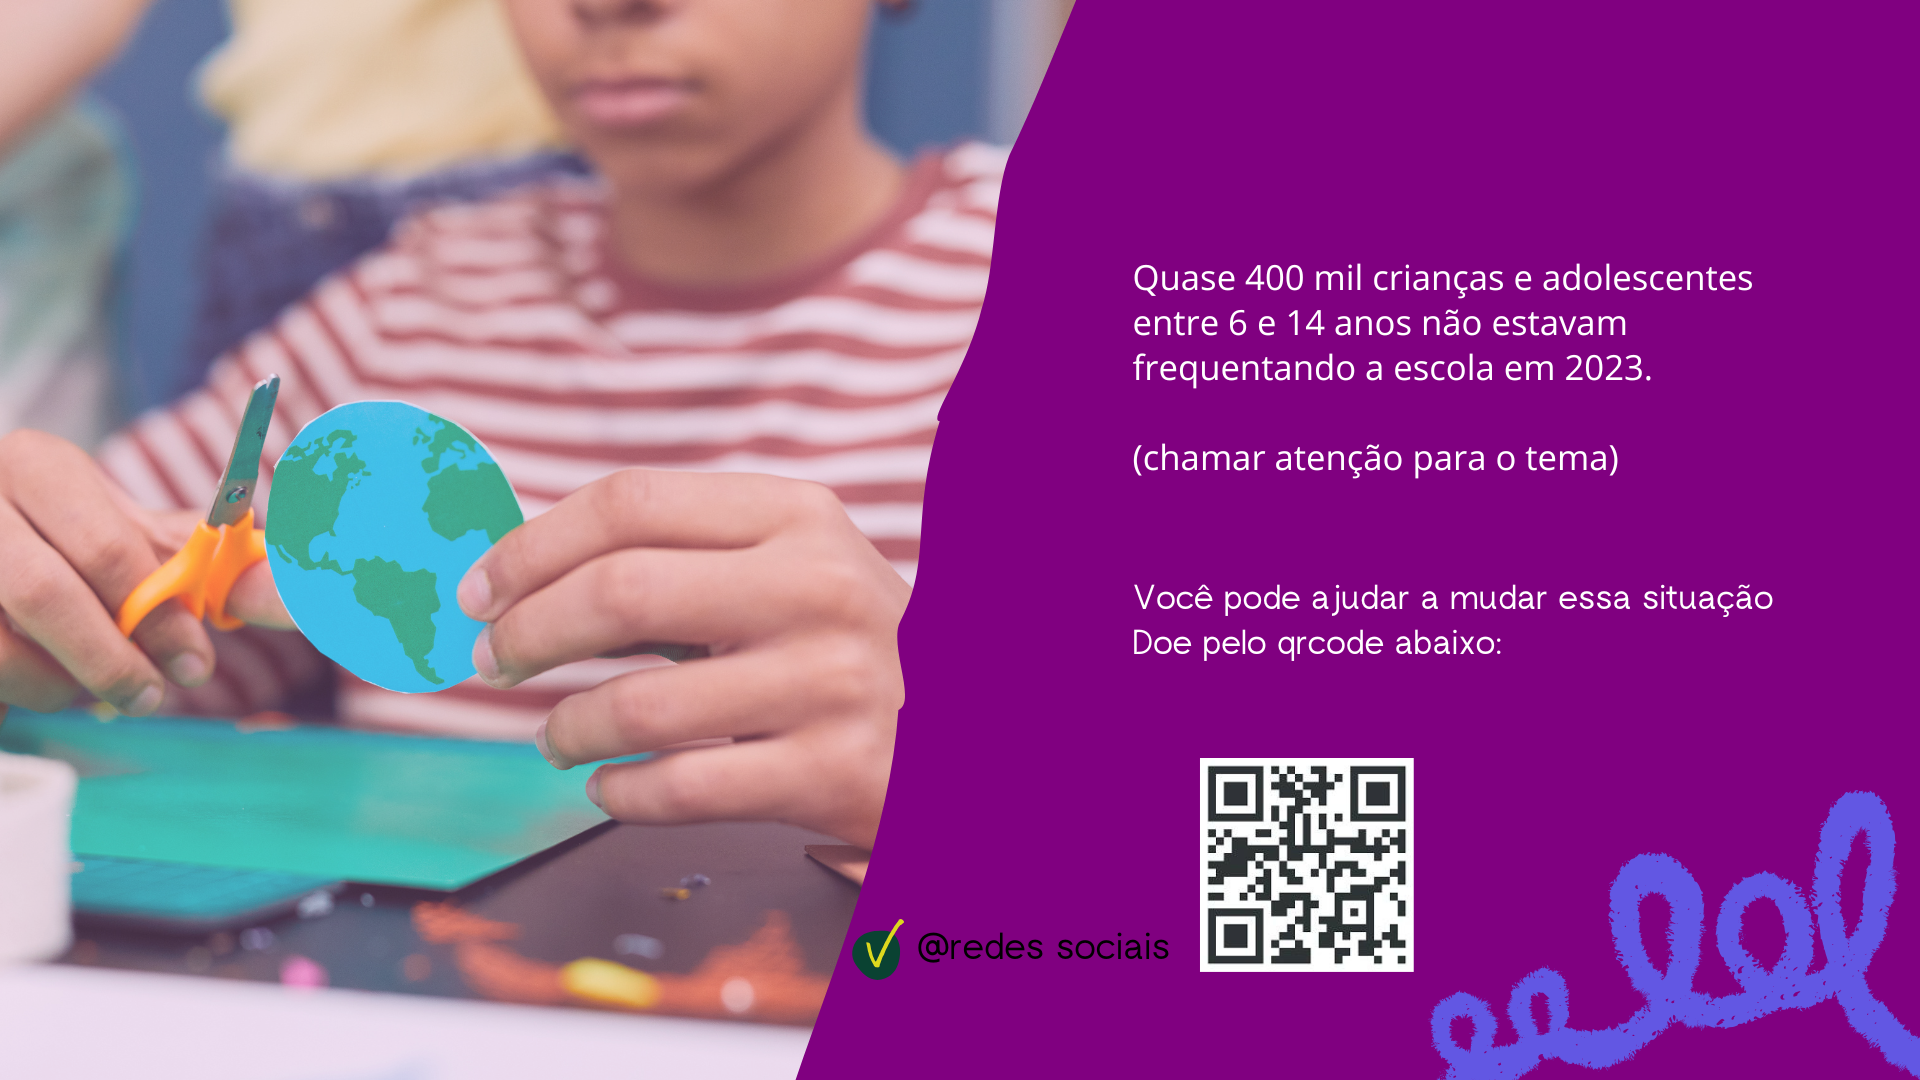 Quase 400 mil crianças e adolescentes
entre 6 e 14 anos não estavam
frequentando a escola em 2023.
(chamar atenção para o tema)
Você pode ajudar a mudar essa situação
Doe pelo qrcode abaixo:
@redes sociais